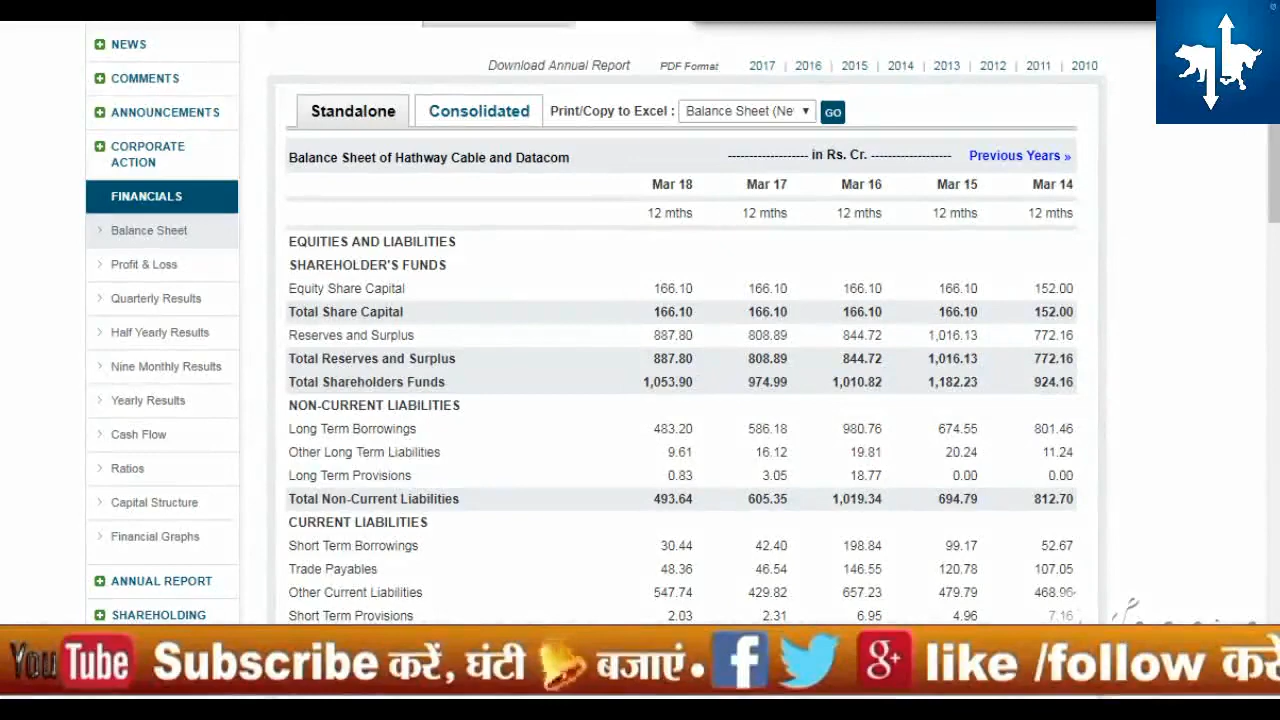 NEWS
COMMENTS
ANNOUNCEMENTS
CORPORATE
ACTION
FINANCIALS
Balance Sheet
Profit & Loss
Quarterly Results
Half Yearly Results
Nine Monthly Results
Yearly Results
Cash Flow
Ratios
Capital Structure
Financial Graphs
ANNUAL REPORT
SHAREHOLDING
Download Annual Report PDF Format 2017 | 2016 | 2015 | 2014 | 2013 | 2012 | 2011 | 2010
Standalone Consolidated Print/Copy to Excel : Balance Sheet (Ne GO
Balance Sheet of Hathway Cable and Datacom ------------------- in Rs. Cr. ------------------- Previous Years »
Mar 18 Mar 17 Mar 16 Mar 15 Mar 14
12 mths 12 mths 12 mths 12 mths 12 mths
EQUITIES AND LIABILITIES
SHAREHOLDER'S FUNDS
Equity Share Capital 166.10 166.10 166.10 166.10 152.00
Total Share Capital 166.10 166.10 166.10 166.10 152.00
Reserves and Surplus 887.80 808.89 844.72 1,016.13 772.16
Total Reserves and Surplus 887.80 808.89 844.72 1,016.13 772.16
Total Shareholders Funds 1,053.90 974.99 1,010.82 1,182.23 924.16
NON-CURRENT LIABILITIES
Long Term Borrowings 483.20 586.18 980.76 674.55 801.46
Other Long Term Liabilities 9.61 16.12 19.81 20.24 11.24
Long Term Provisions 0.83 3.05 18.77 0.00 0.00
Total Non-Current Liabilities 493.64 605.35 1,019.34 694.79 812.70
CURRENT LIABILITIES
Short Term Borrowings 30.44 42.40 198.84 99.17 52.67
Trade Payables 48.36 46.54 146.55 120.78 107.05
Other Current Liabilities 547.74 429.82 657.23 479.79 468.96
Short Term Provisions 2.03 2.31 6.95 4.96 7.16
YouTube Subscribe करें, घंटी बजाएं • f g+ like /follow करे